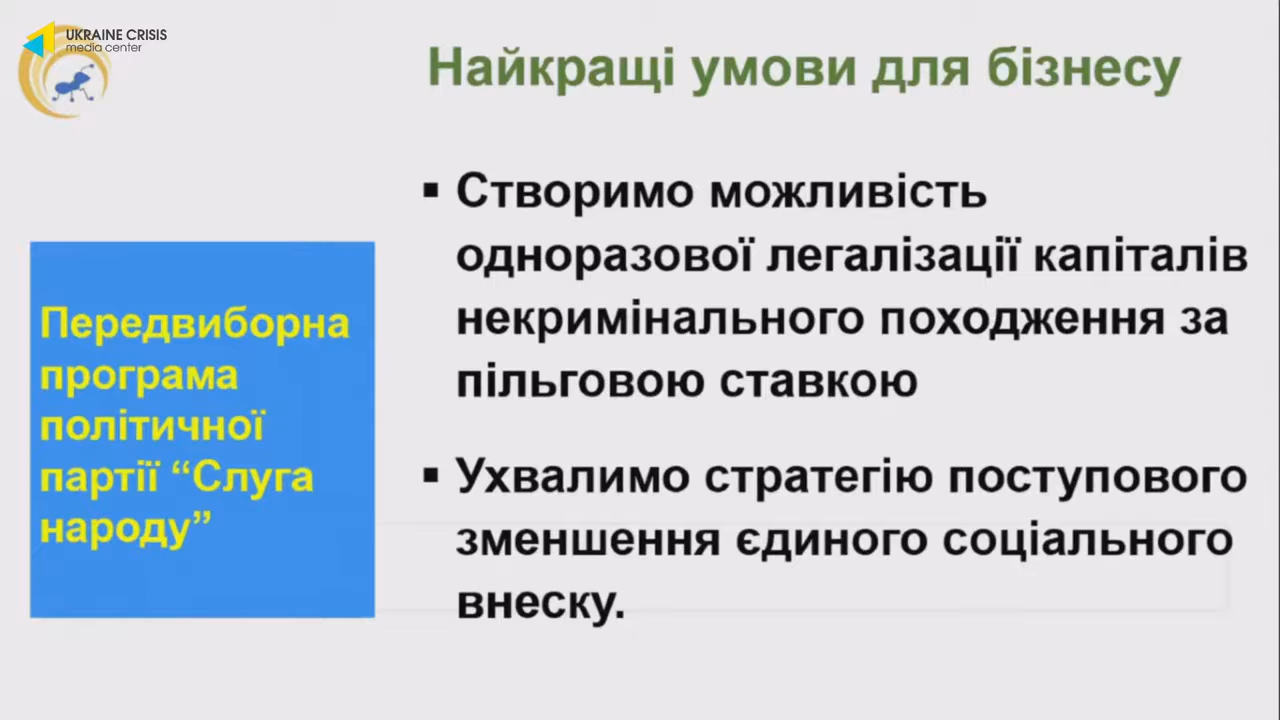 UKRAINE CRISIS
media center
Найкращі умови для бізнесу
Передвиборна
програма
політичної
партії “Слуга
народу”
▪ Створимо можливість
одноразової легалізації капіталів
некримінального походження за
пільговою ставкою
▪ Ухвалимо стратегію поступового
зменшення єдиного соціального
внеску.